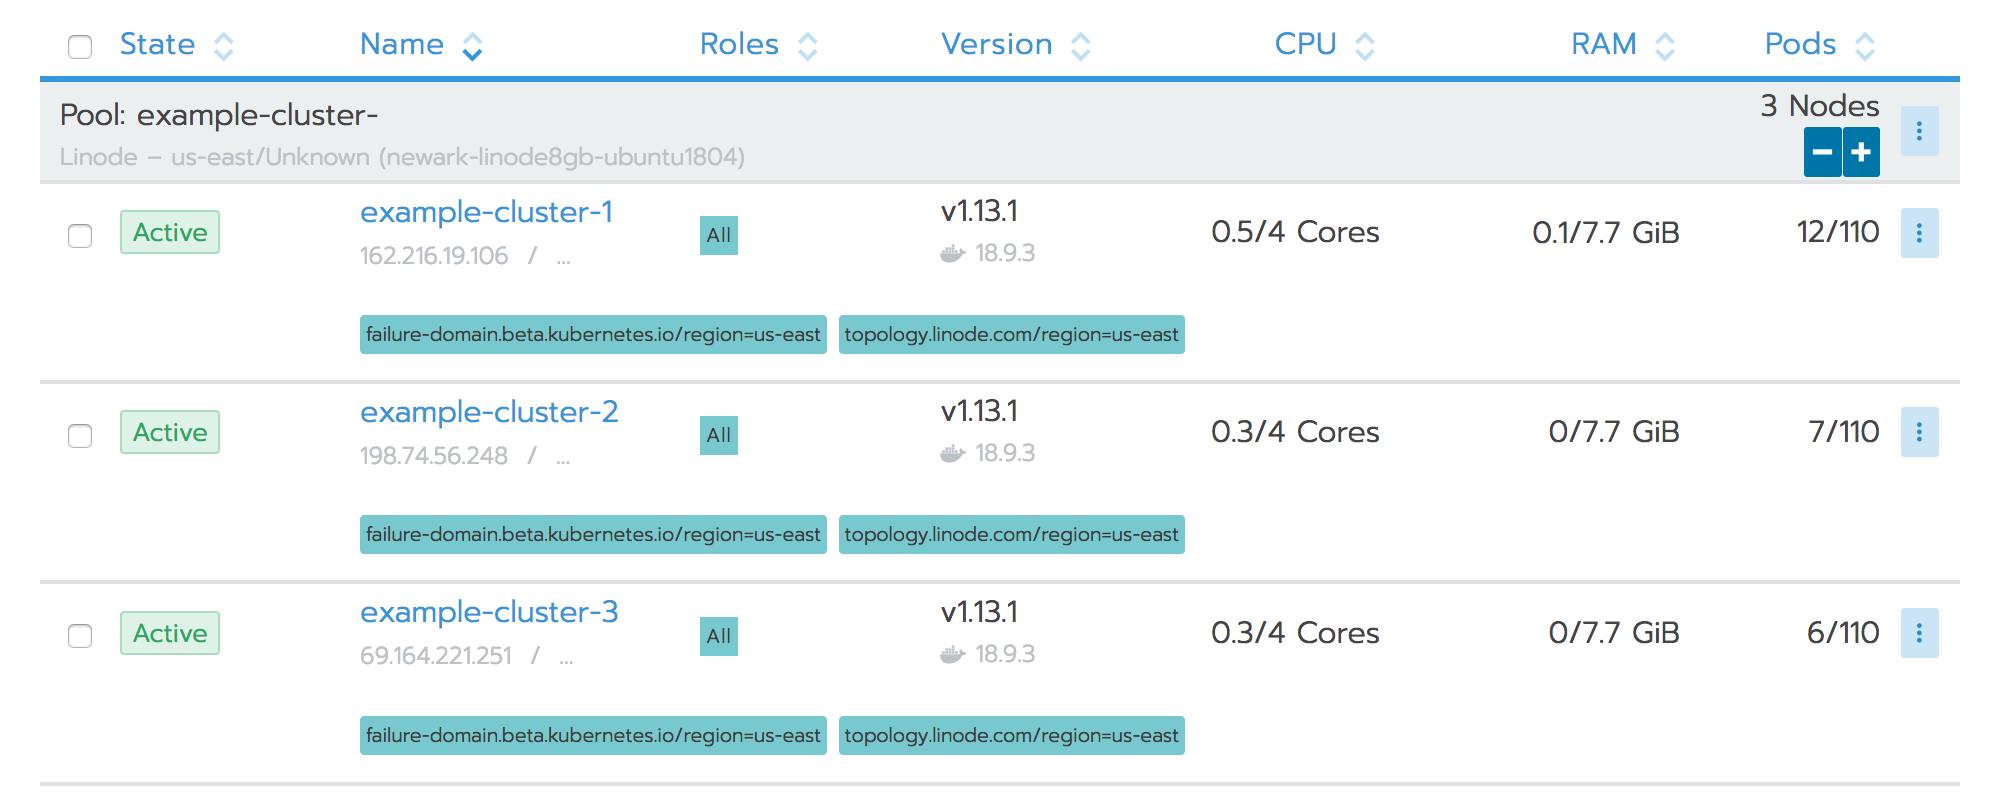 State Name Roles Version CPU RAM Pods
Pool: example-cluster- 3 Nodes
Linode – us-east/Unknown (newark-linode8gb-ubuntu1804)
Active example-cluster-1 All v1.13.1 0.5/4 Cores 0.1/7.7 GiB 12/110
162.216.19.106 / ... 18.9.3
failure-domain.beta.kubernetes.io/region=us-east topology.linode.com/region=us-east
Active example-cluster-2 All v1.13.1 0.3/4 Cores 0/7.7 GiB 7/110
198.74.56.248 / ... 18.9.3
failure-domain.beta.kubernetes.io/region=us-east topology.linode.com/region=us-east
Active example-cluster-3 All v1.13.1 0.3/4 Cores 0/7.7 GiB 6/110
69.164.221.251 / ... 18.9.3
failure-domain.beta.kubernetes.io/region=us-east topology.linode.com/region=us-east